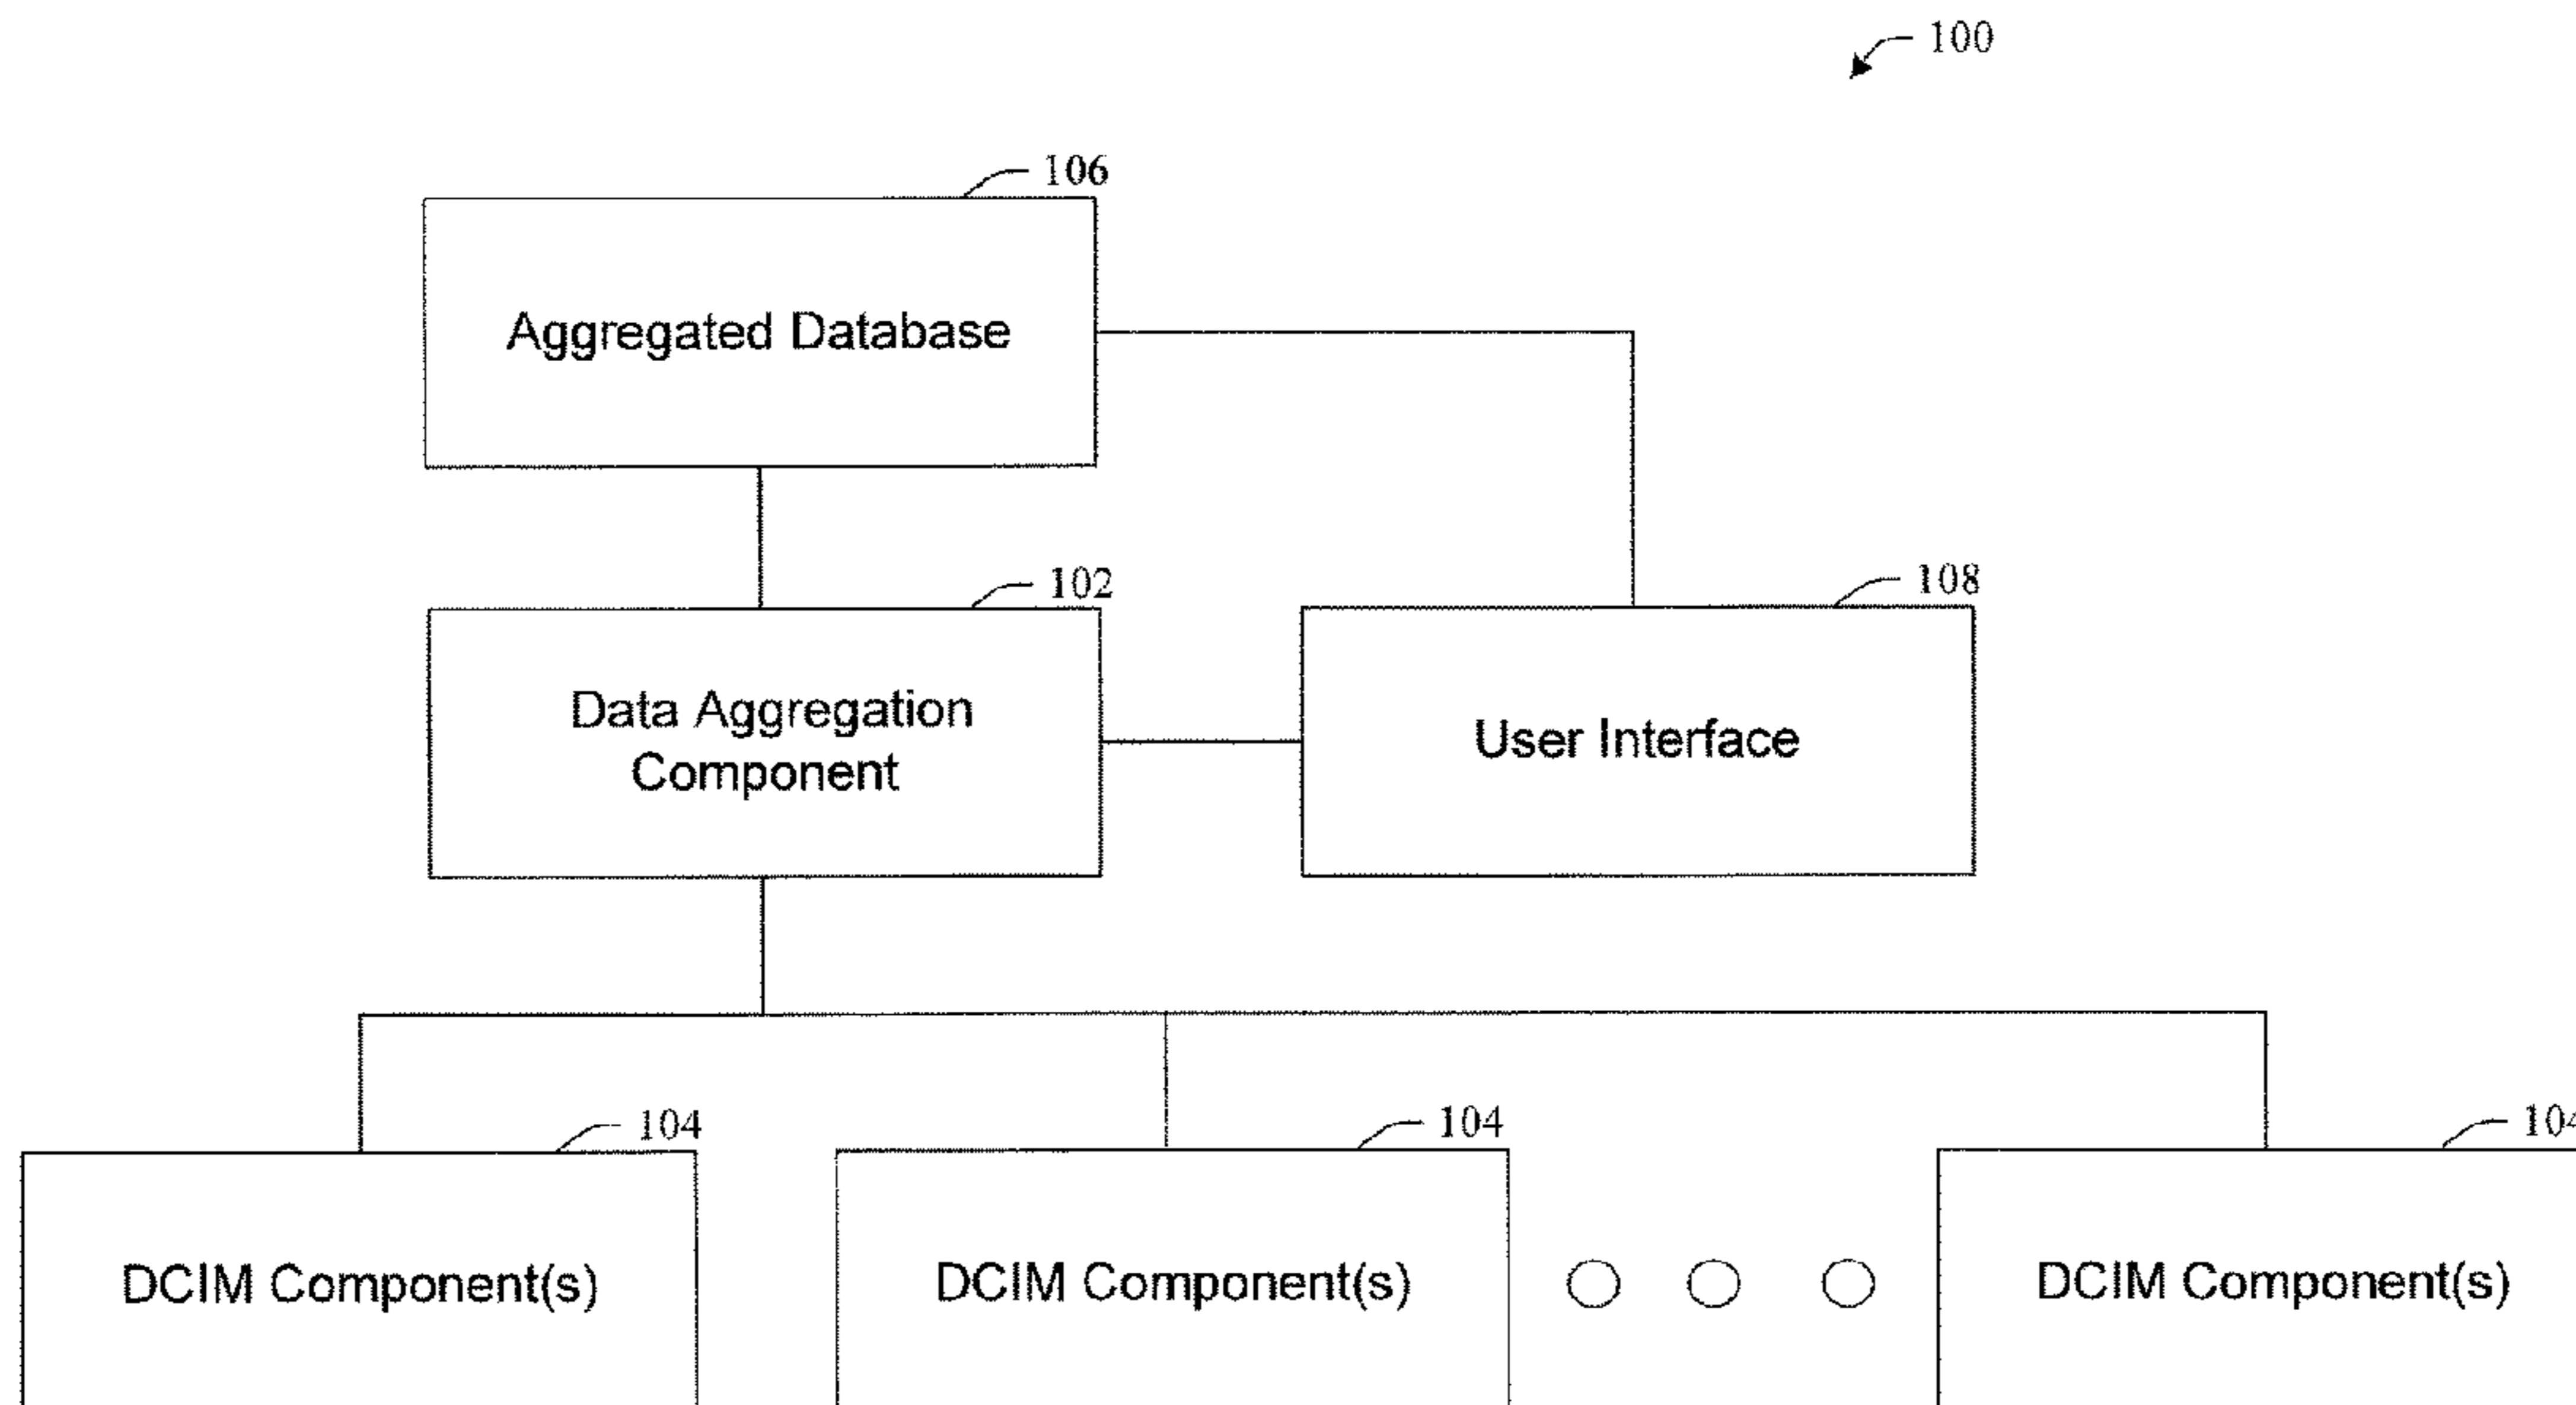 100
106
Aggregated Database
102
108
Data Aggregation
Component
User Interface
104
104
104
DCIM Component(s)
DCIM Component(s)
DCIM Component(s)